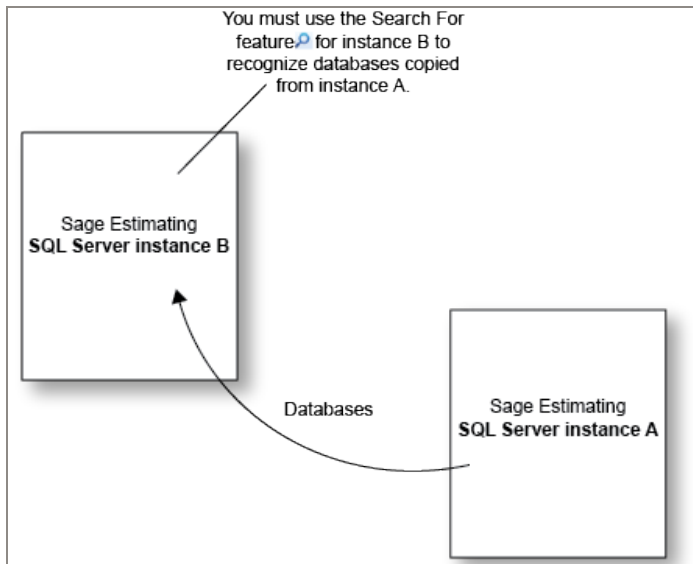 You must use the Search For
feature for instance B to
recognize databases copied
from instance A.
Sage Estimating
SQL Server instance B
Databases
Sage Estimating
SQL Server instance A